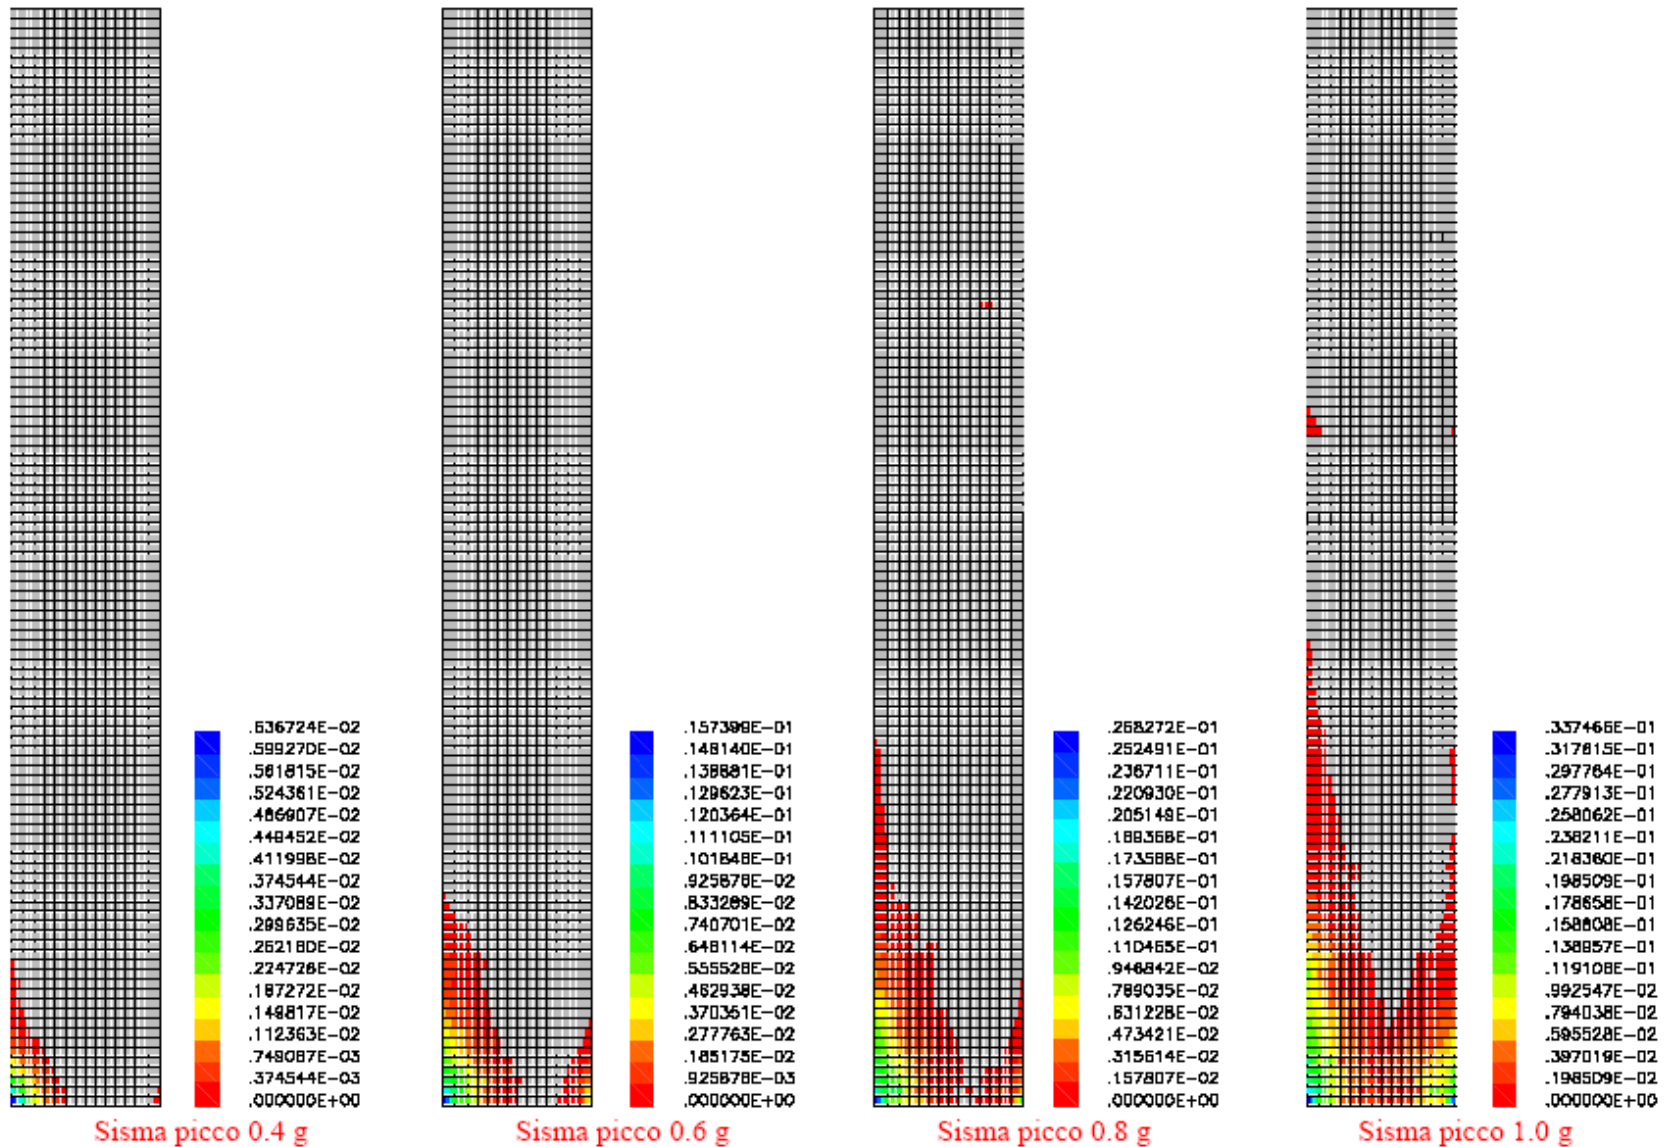 .636724E-02
.599270E-02
.561815E-02
.524361E-02
.486907E-02
.449452E-02
.411998E-02
.374544E-02
.337089E-02
.299635E-02
.262180E-02
.224726E-02
.187272E-02
.149817E-02
.112363E-02
.749087E-03
.374544E-03
.000000E+00
Sisma picco 0.4 g
.157399E-01
.148140E-01
.138881E-01
.129623E-01
.120364E-01
.111105E-01
.101846E-01
.925876E-02
.833289E-02
.740701E-02
.648114E-02
.555526E-02
.462938E-02
.370351E-02
.277763E-02
.185175E-02
.925876E-03
.000000E+00
Sisma picco 0.6 g
.268272E-01
.252491E-01
.236711E-01
.220930E-01
.205149E-01
.189368E-01
.173588E-01
.157807E-01
.142026E-01
.126246E-01
.110465E-01
.946842E-02
.789035E-02
.631228E-02
.473421E-02
.315614E-02
.157807E-02
.000000E+00
Sisma picco 0.8 g
.337466E-01
.317615E-01
.297764E-01
.277913E-01
.258062E-01
.238211E-01
.218360E-01
.198509E-01
.178658E-01
.158808E-01
.138957E-01
.119106E-01
.992547E-02
.794038E-02
.595528E-02
.397019E-02
.198509E-02
.000000E+00
Sisma picco 1.0 g